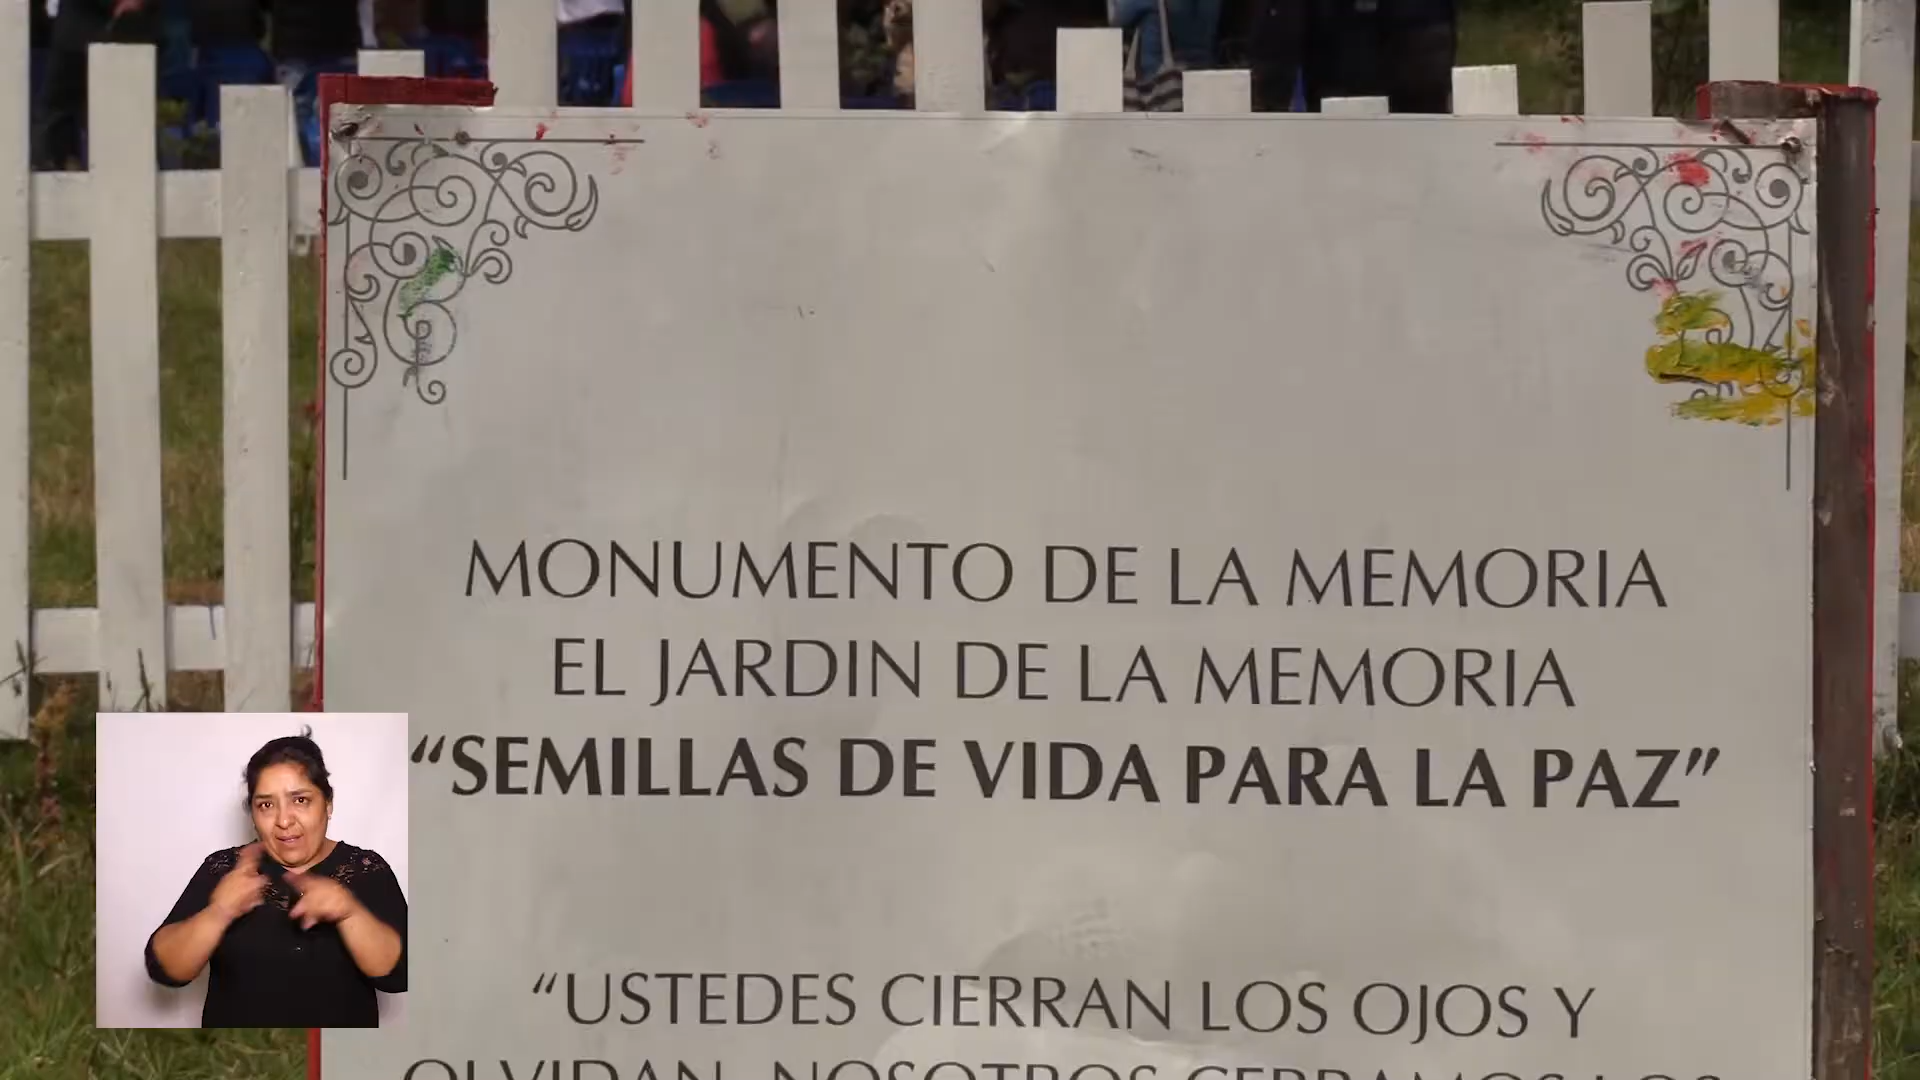 MONUMENTO DE LA MEMORIA
EL JARDIN DE LA MEMORIA
“SEMILLAS DE VIDA PARA LA PAZ”
“USTEDES CIERRAN LOS OJOS Y
OLVIDAN, NOSOTROS CERRAMOS LOS